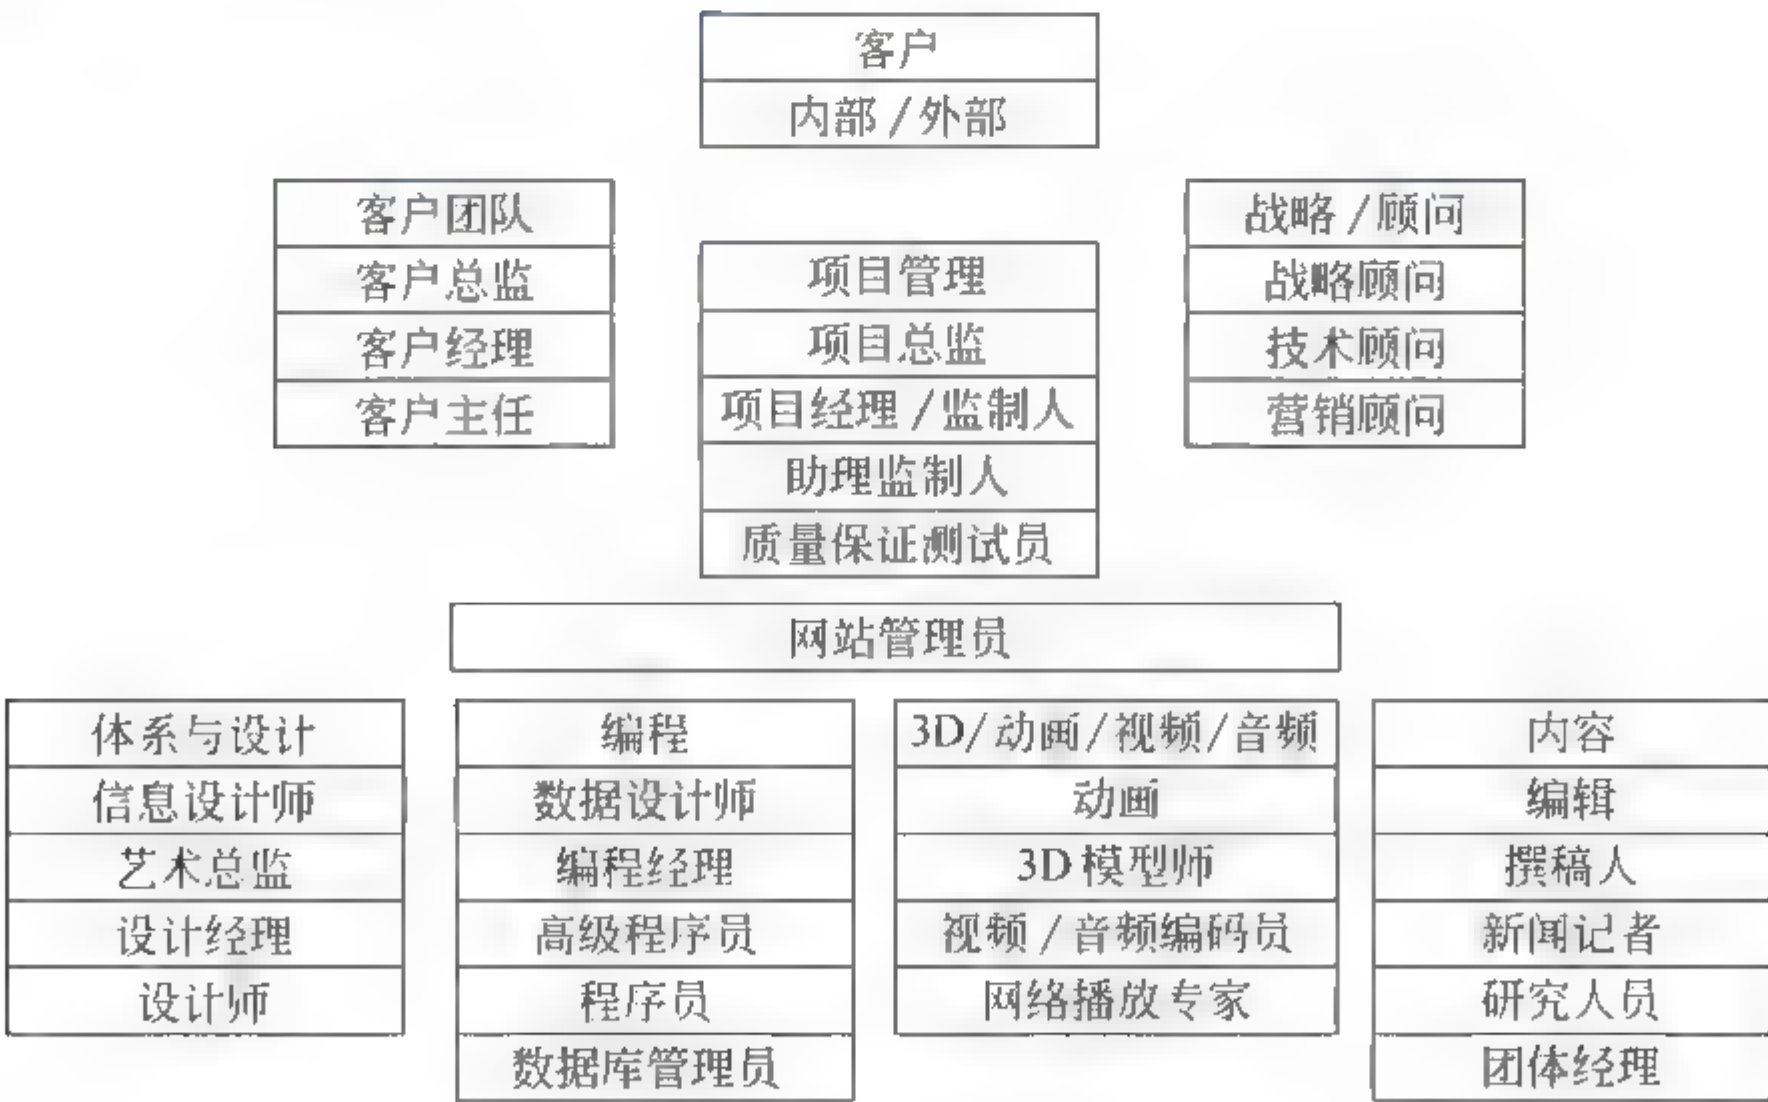 客户
内部/外部
客户团队
客户总监
客户经理
客户主任
项目管理
项目总监
项目经理/监制人
助理监制人
质量保证测试员
战略/顾问
战略顾问
技术顾问
营销顾问
网站管理员
体系与设计
信息设计师
艺术总监
设计经理
设计师
编程
数据设计师
编程经理
高级程序员
程序员
数据库管理员
3D/动画/视频/音频
动画
3D模型师
视频/音频编码员
网络播放专家
内容
编辑
撰稿人
新闻记者
研究人员
团体经理